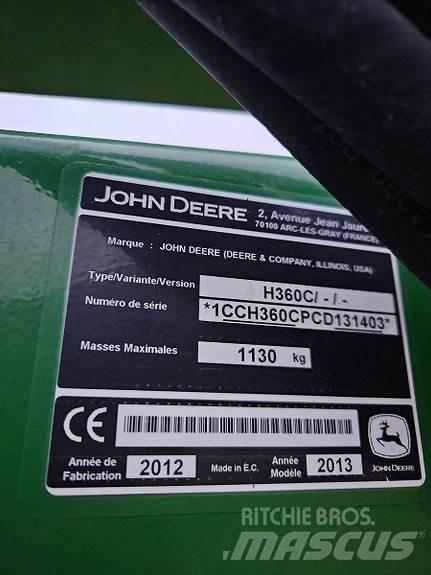 JOHN DEERE
2, Avenue Jean Jaurès
70100 ARC-LES-GRAY (FRANCE)
Marque : JOHN DEERE (DEERE & COMPANY, ILLINOIS, USA)
Type/Variante/Version H360C/ - / -
Numéro de série *1CCH360CPCD131403*
Masses Maximales 1130 kg
CE
JOHN DEERE
Année de Fabrication 2012 Made in E.C. Année Modèle 2013
RITCHIE BROS.
MASCUS